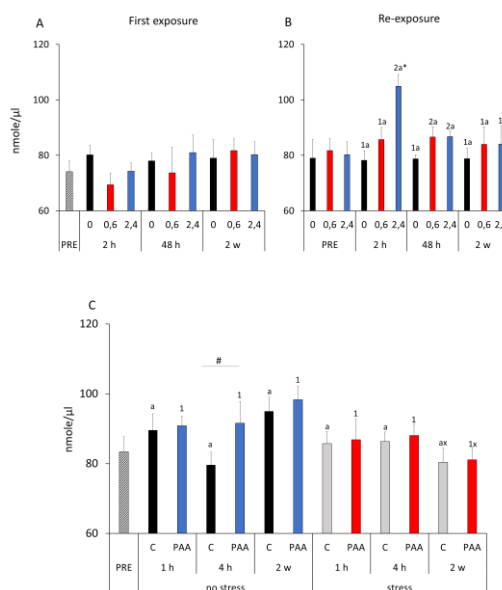 A
First exposure
120
100
80
60
nmole/µl
0 0,6 2,4 0 0,6 2,4 0 0,6 2,4
PRE 2 h 48 h 2 w
B
Re-exposure
120
100
80
60
2a*
1a 1a 1a 2a 2a 1a 1a
0 0,6 2,4 0 0,6 2,4 0 0,6 2,4 0 0,6
PRE 2 h 48 h 2 w
C
120
100
80
60
nmole/µl
#
a 1 a 1 a 1 a 1 a 1 ax 1x
C PAA C PAA C PAA C PAA C PAA C PAA
PRE 1 h 4 h 2 w 1 h 4 h 2 w
no stress stress